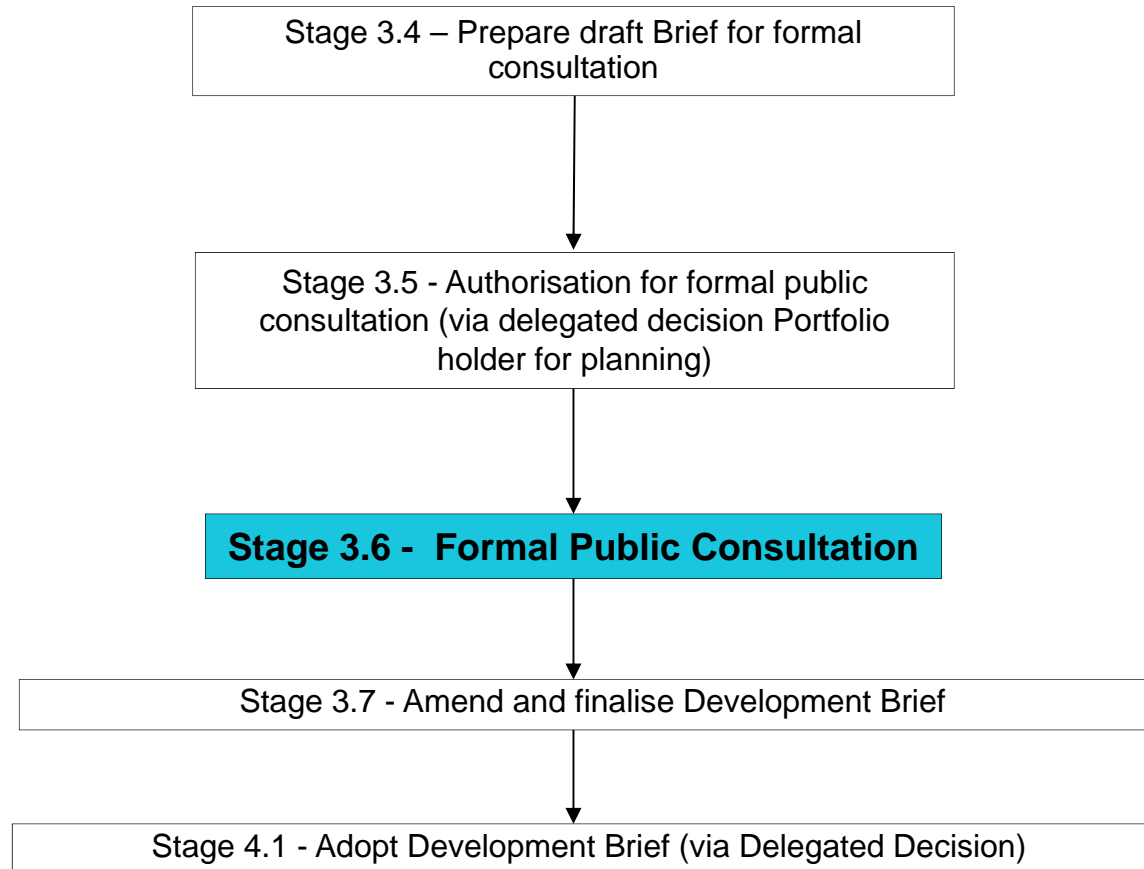 Stage 3.4 – Prepare draft Brief for formal
consultation
Stage 3.5 - Authorisation for formal public
consultation (via delegated decision Portfolio
holder for planning)
Stage 3.6 -  Formal Public Consultation
Stage 3.7 - Amend and finalise Development Brief
Stage 4.1 - Adopt Development Brief (via Delegated Decision)